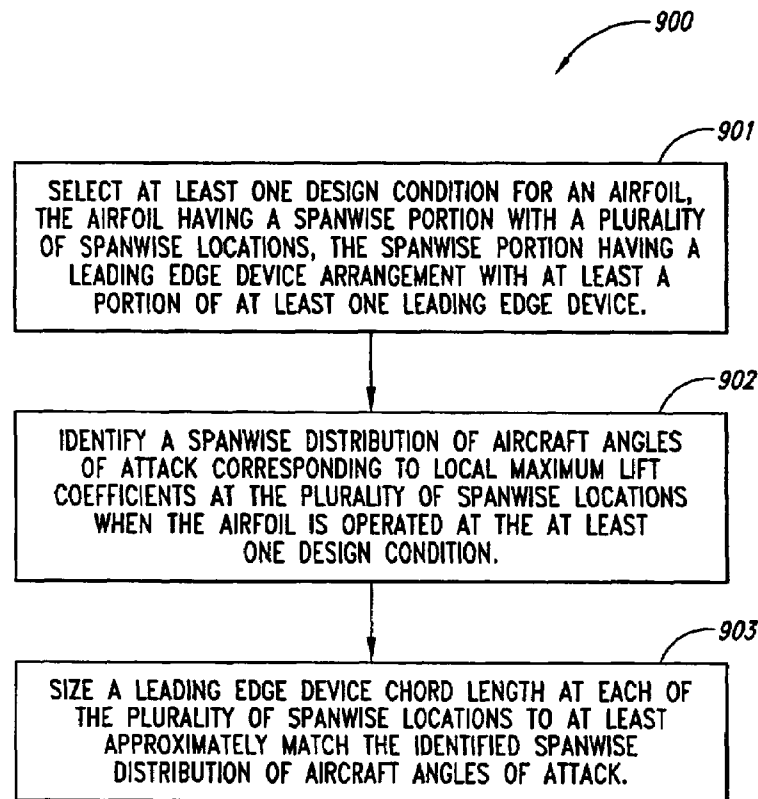 900
901
SELECT AT LEAST ONE DESIGN CONDITION FOR AN AIRFOIL,
THE AIRFOIL HAVING A SPANWISE PORTION WITH A PLURALITY
OF SPANWISE LOCATIONS, THE SPANWISE PORTION HAVING A
LEADING EDGE DEVICE ARRANGEMENT WITH AT LEAST A
PORTION OF AT LEAST ONE LEADING EDGE DEVICE.
902
IDENTIFY A SPANWISE DISTRIBUTION OF AIRCRAFT ANGLES
OF ATTACK CORRESPONDING TO LOCAL MAXIMUM LIFT
COEFFICIENTS AT THE PLURALITY OF SPANWISE LOCATIONS
WHEN THE AIRFOIL IS OPERATED AT THE AT LEAST
ONE DESIGN CONDITION.
903
SIZE A LEADING EDGE DEVICE CHORD LENGTH AT EACH OF
THE PLURALITY OF SPANWISE LOCATIONS TO AT LEAST
APPROXIMATELY MATCH THE IDENTIFIED SPANWISE
DISTRIBUTION OF AIRCRAFT ANGLES OF ATTACK.